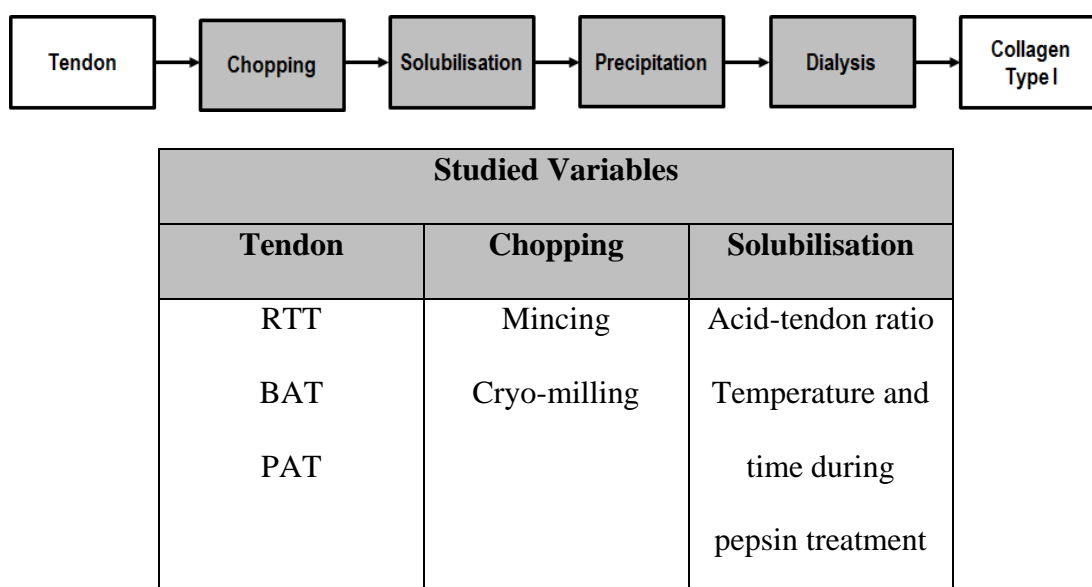 Tendon
Chopping
Solubilisation
Precipitation
Dialysis
Collagen
Type I
Studied Variables
Tendon
Chopping
Solubilisation
RTT
Mincing
Acid-tendon ratio
BAT
Cryo-milling
Temperature and
PAT
time during
pepsin treatment